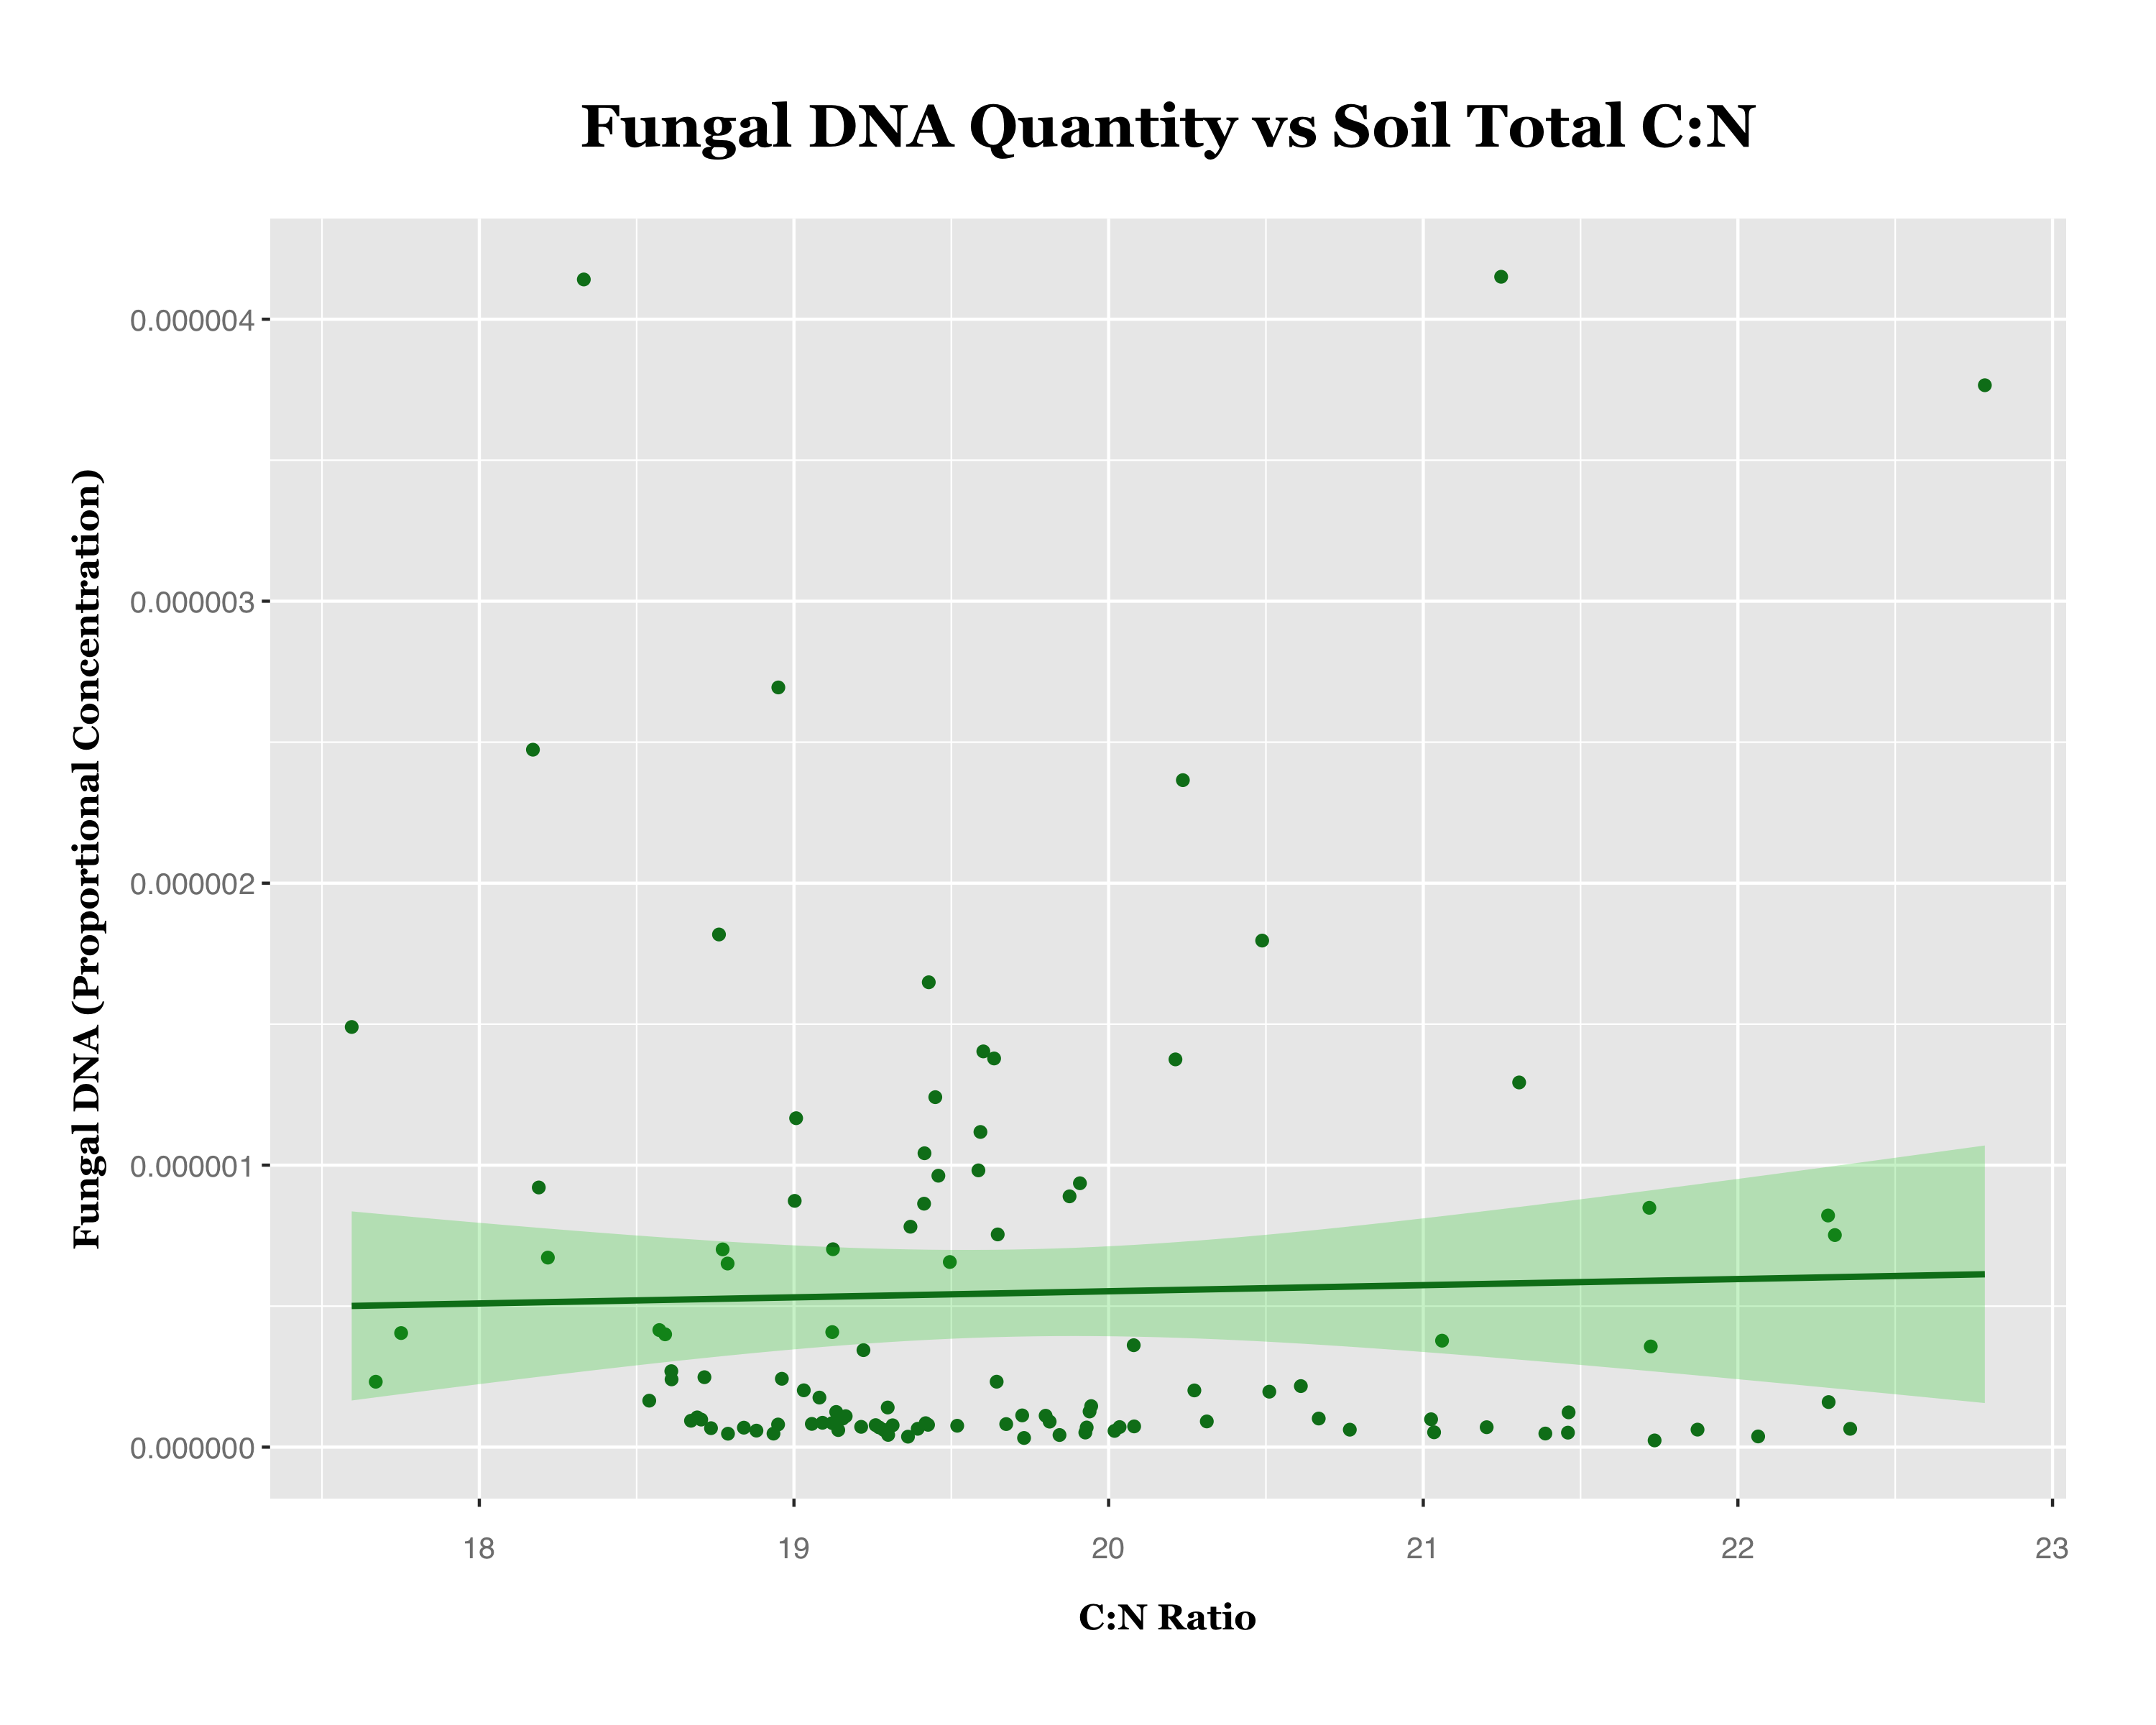 Fungal DNA Quantity vs Soil Total C:N
Fungal DNA (Proportional Concentration)
0.000004
0.000003
0.000002
0.000001
0.000000
18 19 20 21 22 23
C:N Ratio